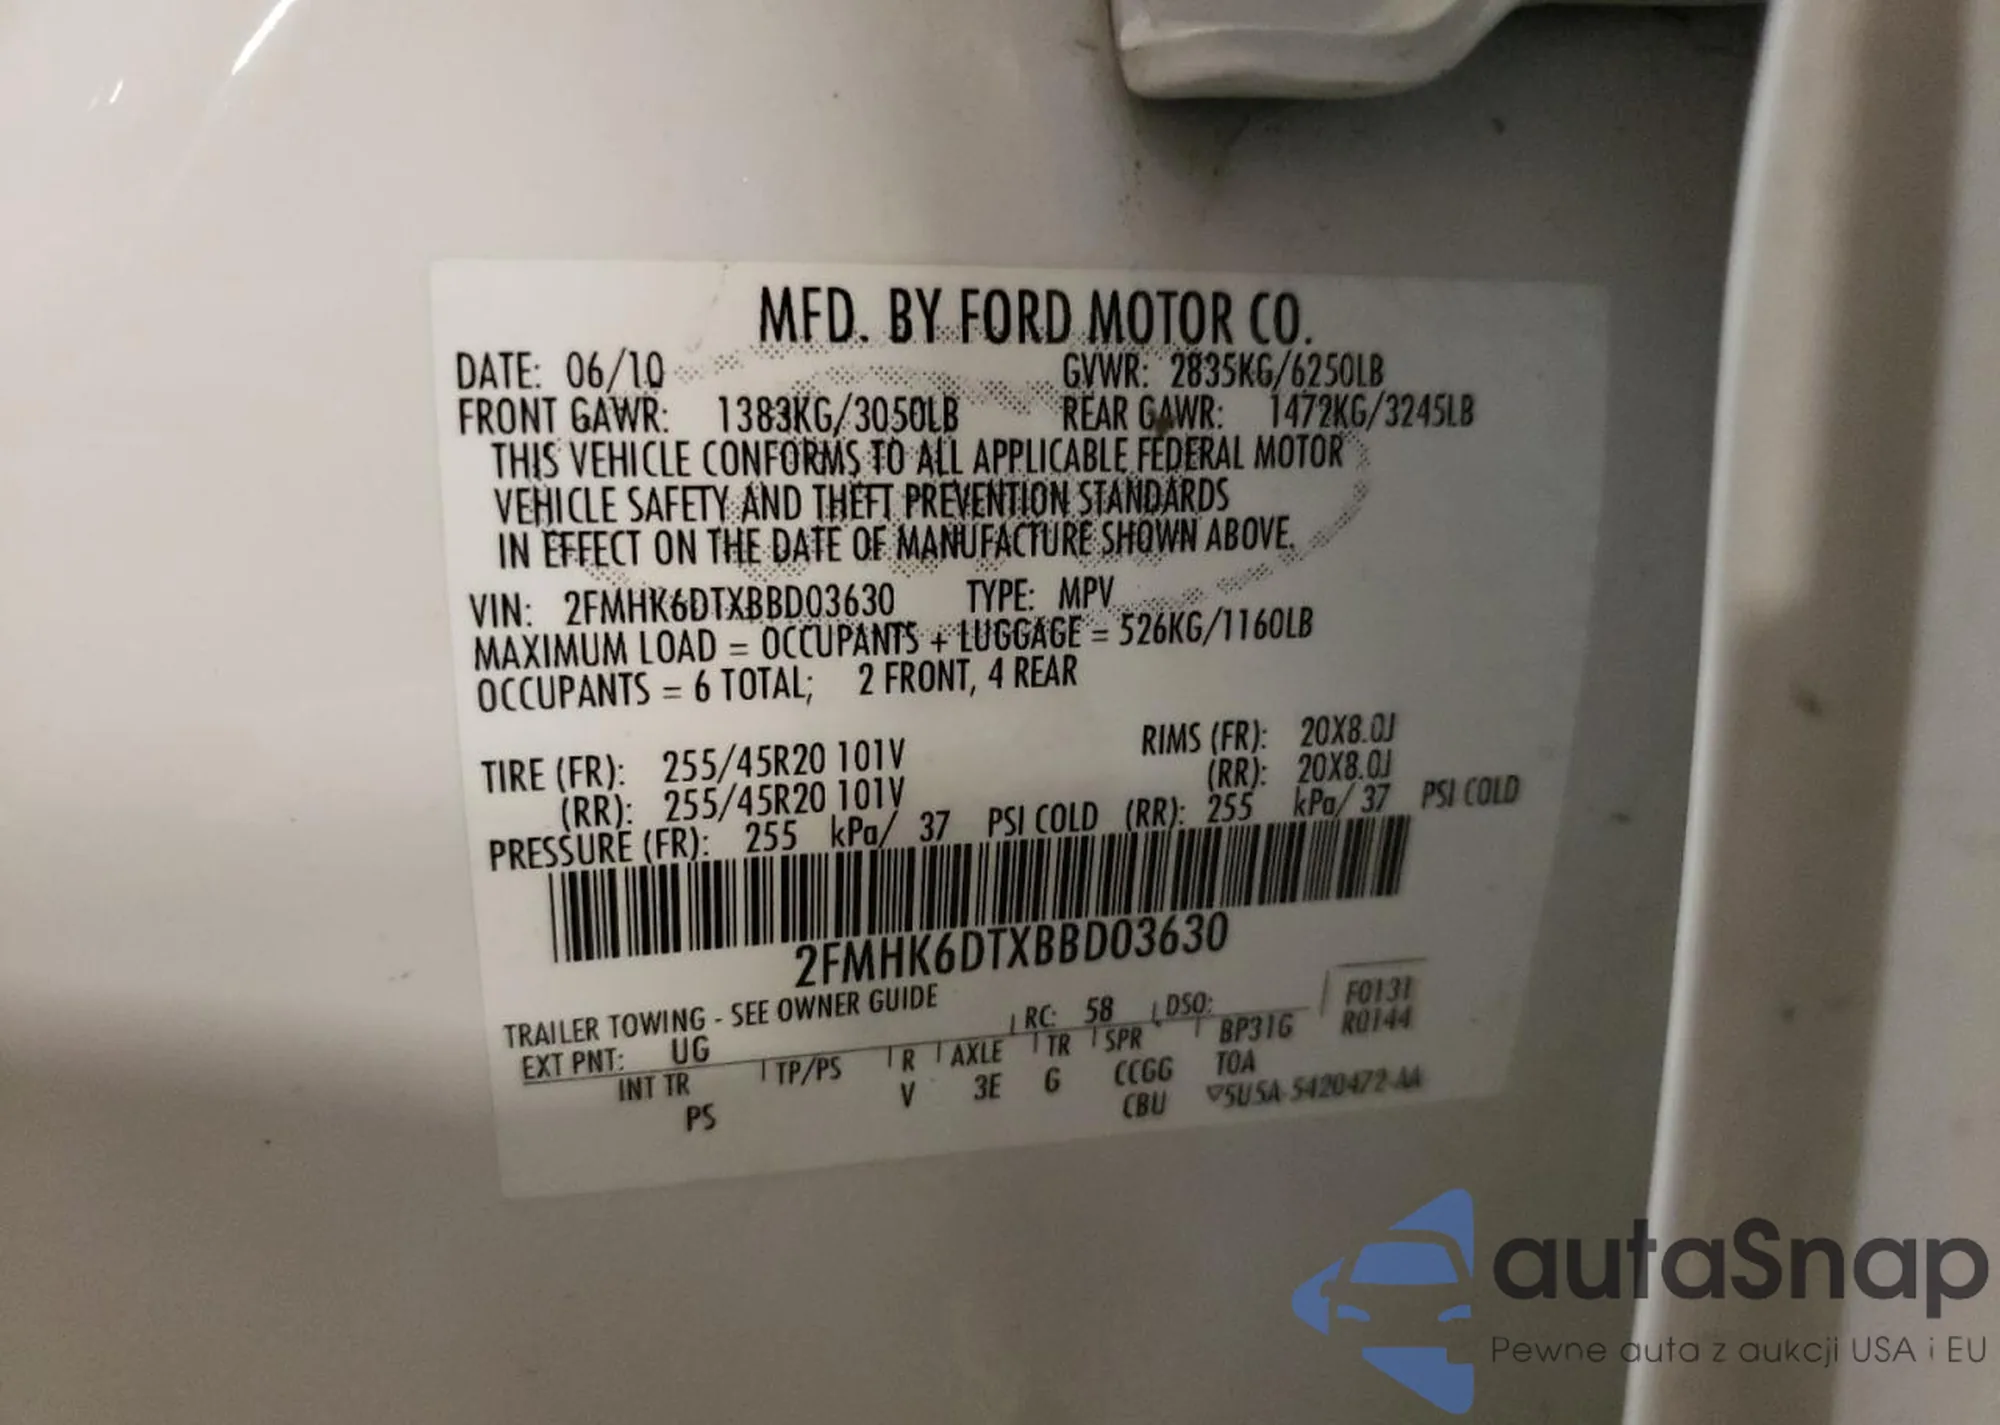 MFD. BY FORD MOTOR CO.
DATE: 06/10 GVWR: 2835KG/6250LB
FRONT GAWR: 1383KG/3050LB REAR GAWR: 1472KG/3245LB
THIS VEHICLE CONFORMS TO ALL APPLICABLE FEDERAL MOTOR
VEHICLE SAFETY AND THEFT PREVENTION STANDARDS
IN EFFECT ON THE DATE OF MANUFACTURE SHOWN ABOVE.
VIN: 2FMHK6DTXBBD03630 TYPE: MPV
MAXIMUM LOAD = OCCUPANTS + LUGGAGE = 526KG/1160LB
OCCUPANTS = 6 TOTAL; 2 FRONT, 4 REAR
TIRE (FR): 255/45R20 101V RIMS (FR): 20X8.0J
(RR): 255/45R20 101V (RR): 20X8.0J
PRESSURE (FR): 255 kPa/ 37 PSI COLD (RR): 255 kPa/ 37 PSI COLD
2FMHK6DTXBBD03630
TRAILER TOWING - SEE OWNER GUIDE
F0131
EXT PNT: UG RC: 58 DSO: R0144
INT TR TP/PS R AXLE TR SPR BP31G
PS V 3E G CCGG TOA
CBU ▽5U5A-5420472-AA
autaSnap
Pewne auta z aukcji USA i EU